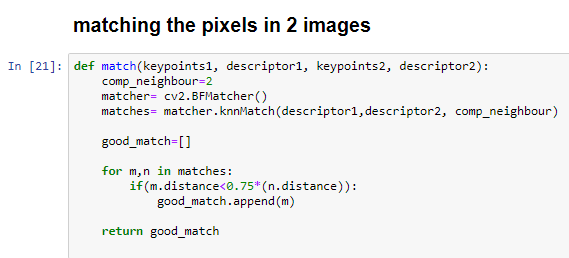 matching the pixels in 2 images
In [21]: def match(keypoints1, descriptor1, keypoints2, descriptor2):
    comp_neighbour=2
    matcher= cv2.BFMatcher()
    matches= matcher.knnMatch(descriptor1,descriptor2, comp_neighbour)
    good_match=[]
    for m,n in matches:
        if(m.distance<0.75*(n.distance)):
            good_match.append(m)
    return good_match